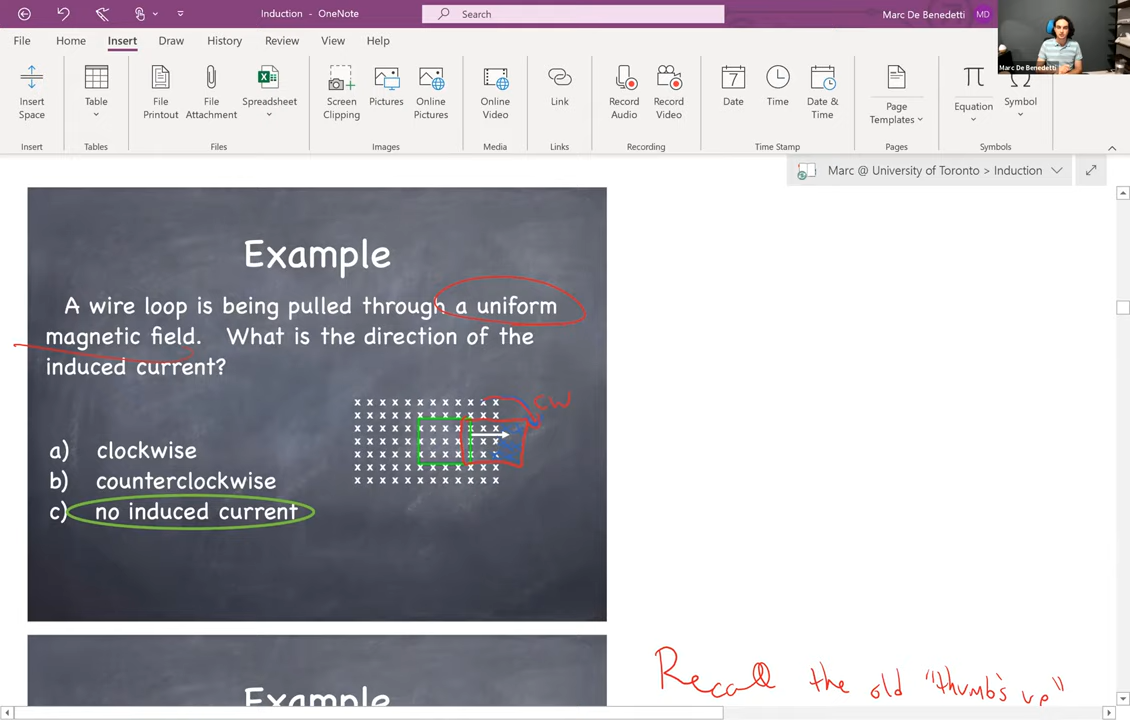 Induction - OneNote
Search
Marc De Benedetti
MD
Marc De Benedetti
File Home Insert Draw History Review View Help
Insert Space
Table
File Printout
File Attachment
Spreadsheet
Screen Clipping
Pictures
Online Pictures
Online Video
Link
Record Audio
Record Video
Date
Time
Date & Time
Page Templates
Equation
Symbol
Insert Tables Files Images Media Links Recording Time Stamp Pages Symbols
Marc @ University of Toronto > Induction
Example
A wire loop is being pulled through a uniform
magnetic field. What is the direction of the
induced current?
x x x x x x x x x x x x
x x x x x x x x x x x x
x x x x x x x x x x x x
x x x x x x x x x x x x
x x x x x x x x x x x x
x x x x x x x x x x x x
x x x x x x x x x x x x
CW
a) clockwise
b) counterclockwise
c) no induced current
Example
Recall the old "thumb's up"